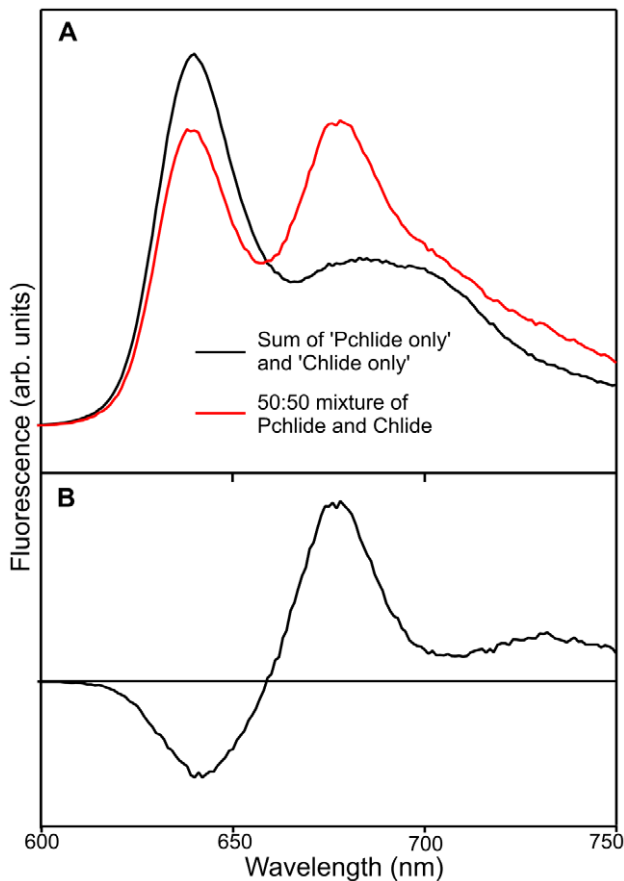 A
Sum of 'Pchlide only'
and 'Chlide only'
50:50 mixture of
Pchlide and Chlide
Fluorescence (arb. units)
B
600
650
700
750
Wavelength (nm)